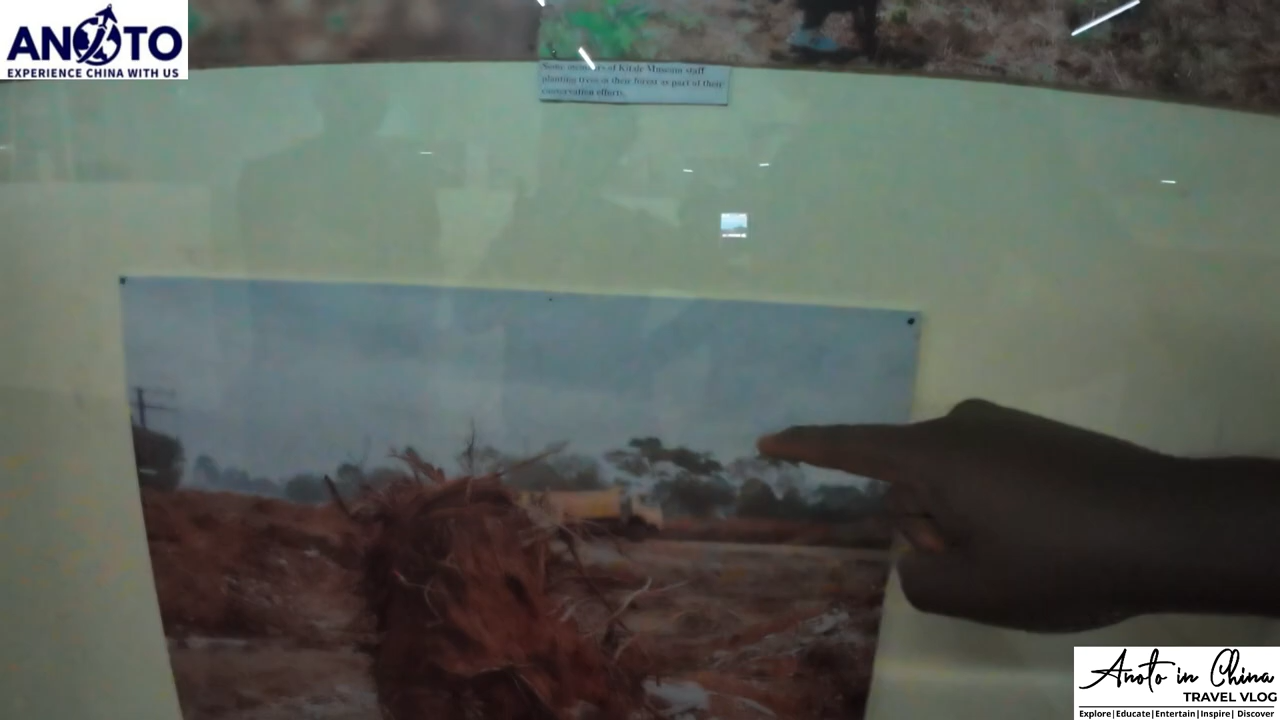 ANOTO
EXPERIENCE CHINA WITH US
Some members of Kitale Museum staff
planting trees in their forest as part of their
conservation efforts.
Anoto in China
TRAVEL VLOG
Explore|Educate|Entertain|Inspire| Discover